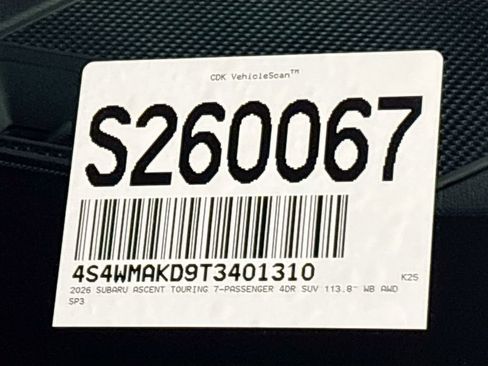 CDK VehicleScan™
S260067
4S4WMAKD9T3401310
K2S
2026 SUBARU ASCENT TOURING 7-PASSENGER 4DR SUV 113.8" WB AWD
SP3